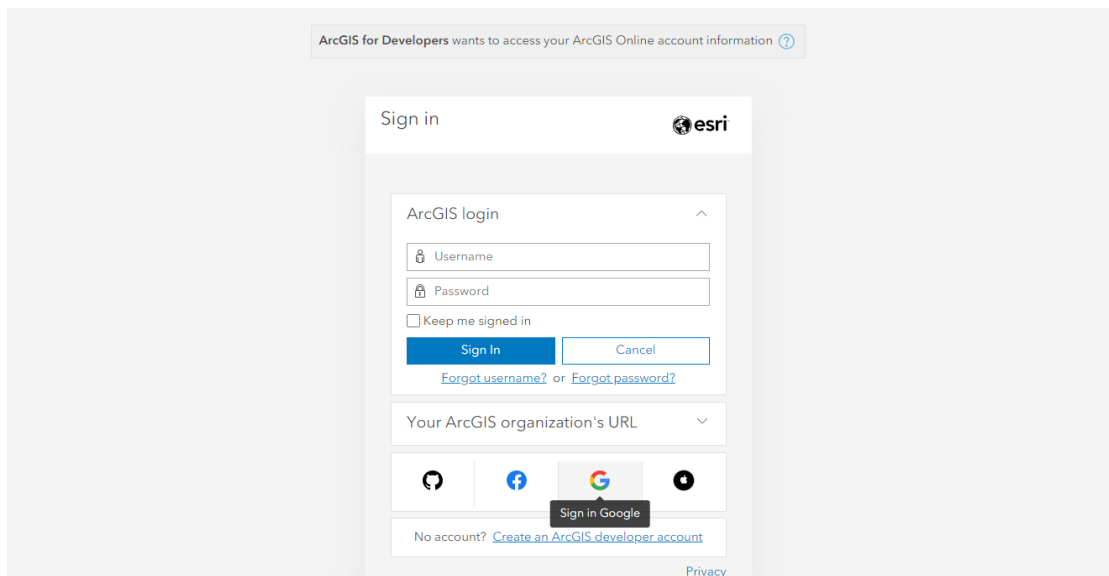 ArcGIS for Developers wants to access your ArcGIS Online account information ?
Sign in
esri
ArcGIS login
Username
Password
Keep me signed in
Sign In Cancel
Forgot username? or Forgot password?
Your ArcGIS organization's URL
Sign in Google
No account? Create an ArcGIS developer account
Privacy